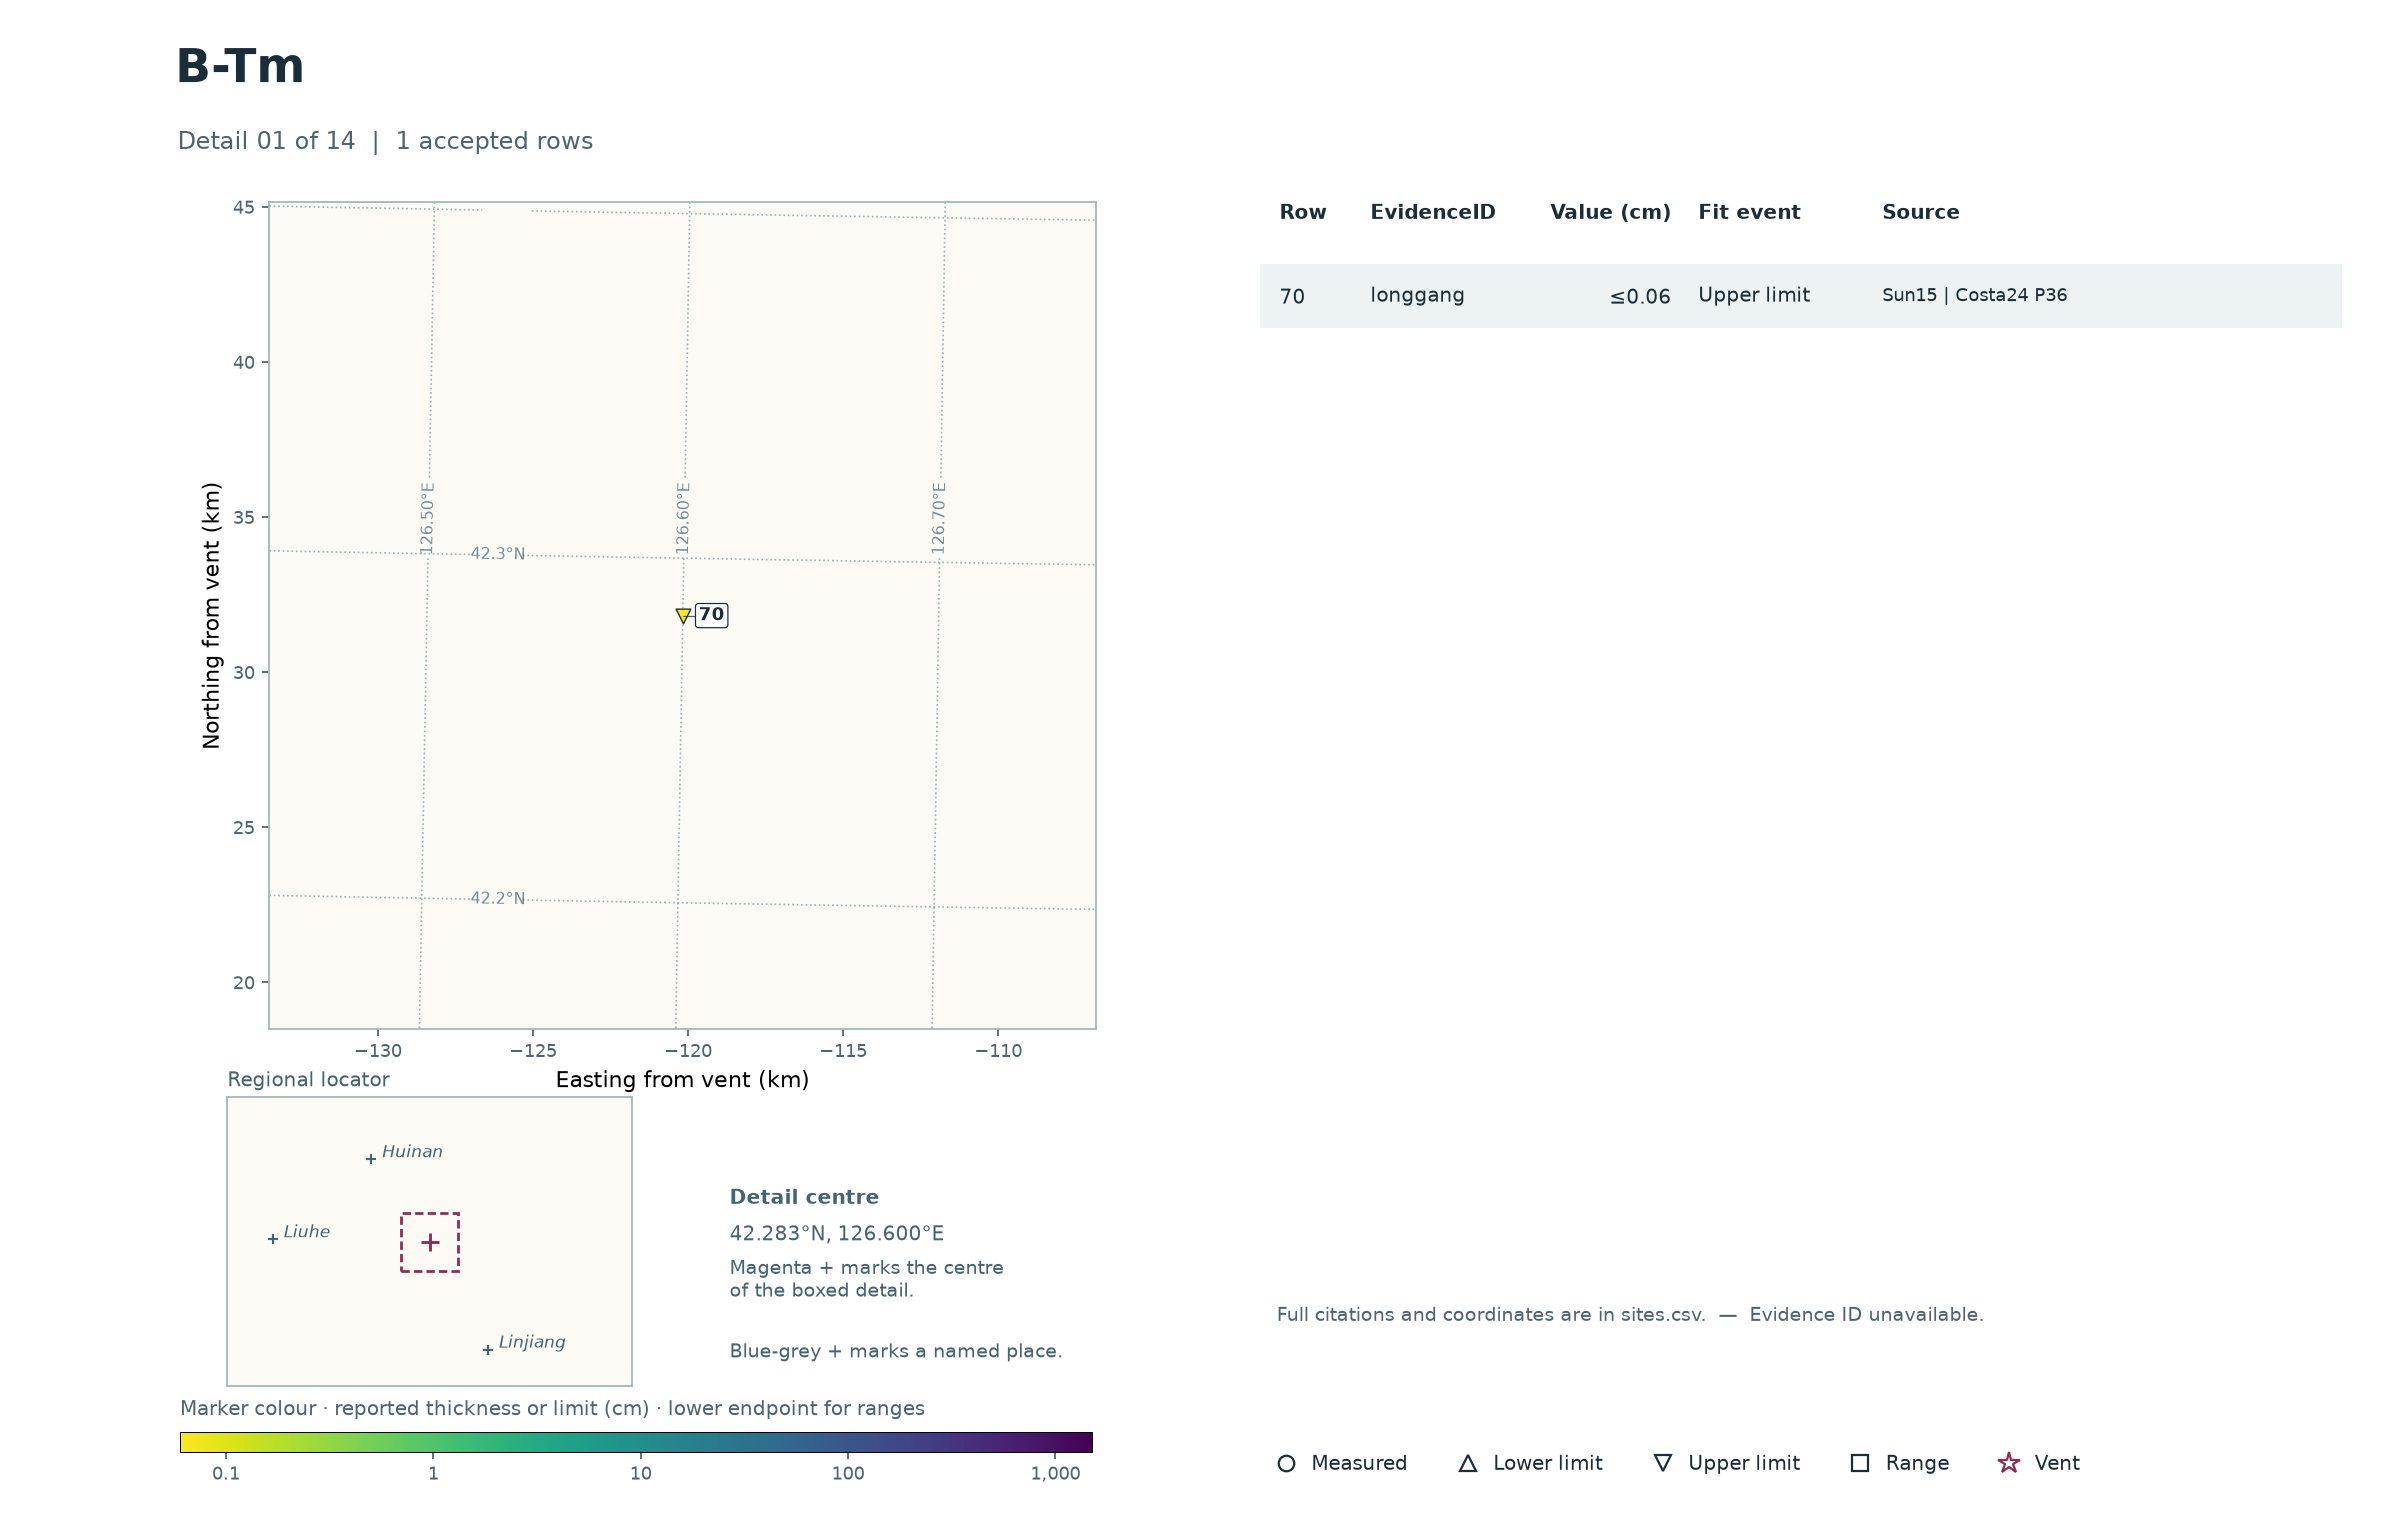 B-Tm
Detail 01 of 14 | 1 accepted rows
Row EvidenceID Value (cm) Fit event Source
70 longgang ≤0.06 Upper limit Sun15 | Costa24 P36
45
40
35
30
25
20
Northing from vent (km)
126.50°E
126.60°E
126.70°E
42.3°N
70
42.2°N
−130 −125 −120 −115 −110
Easting from vent (km)
Regional locator
Huinan
Liuhe
Linjiang
Detail centre
42.283°N, 126.600°E
Magenta + marks the centre
of the boxed detail.
Blue-grey + marks a named place.
Full citations and coordinates are in sites.csv. — Evidence ID unavailable.
Marker colour · reported thickness or limit (cm) · lower endpoint for ranges
0.1 1 10 100 1,000
Measured Lower limit Upper limit Range Vent